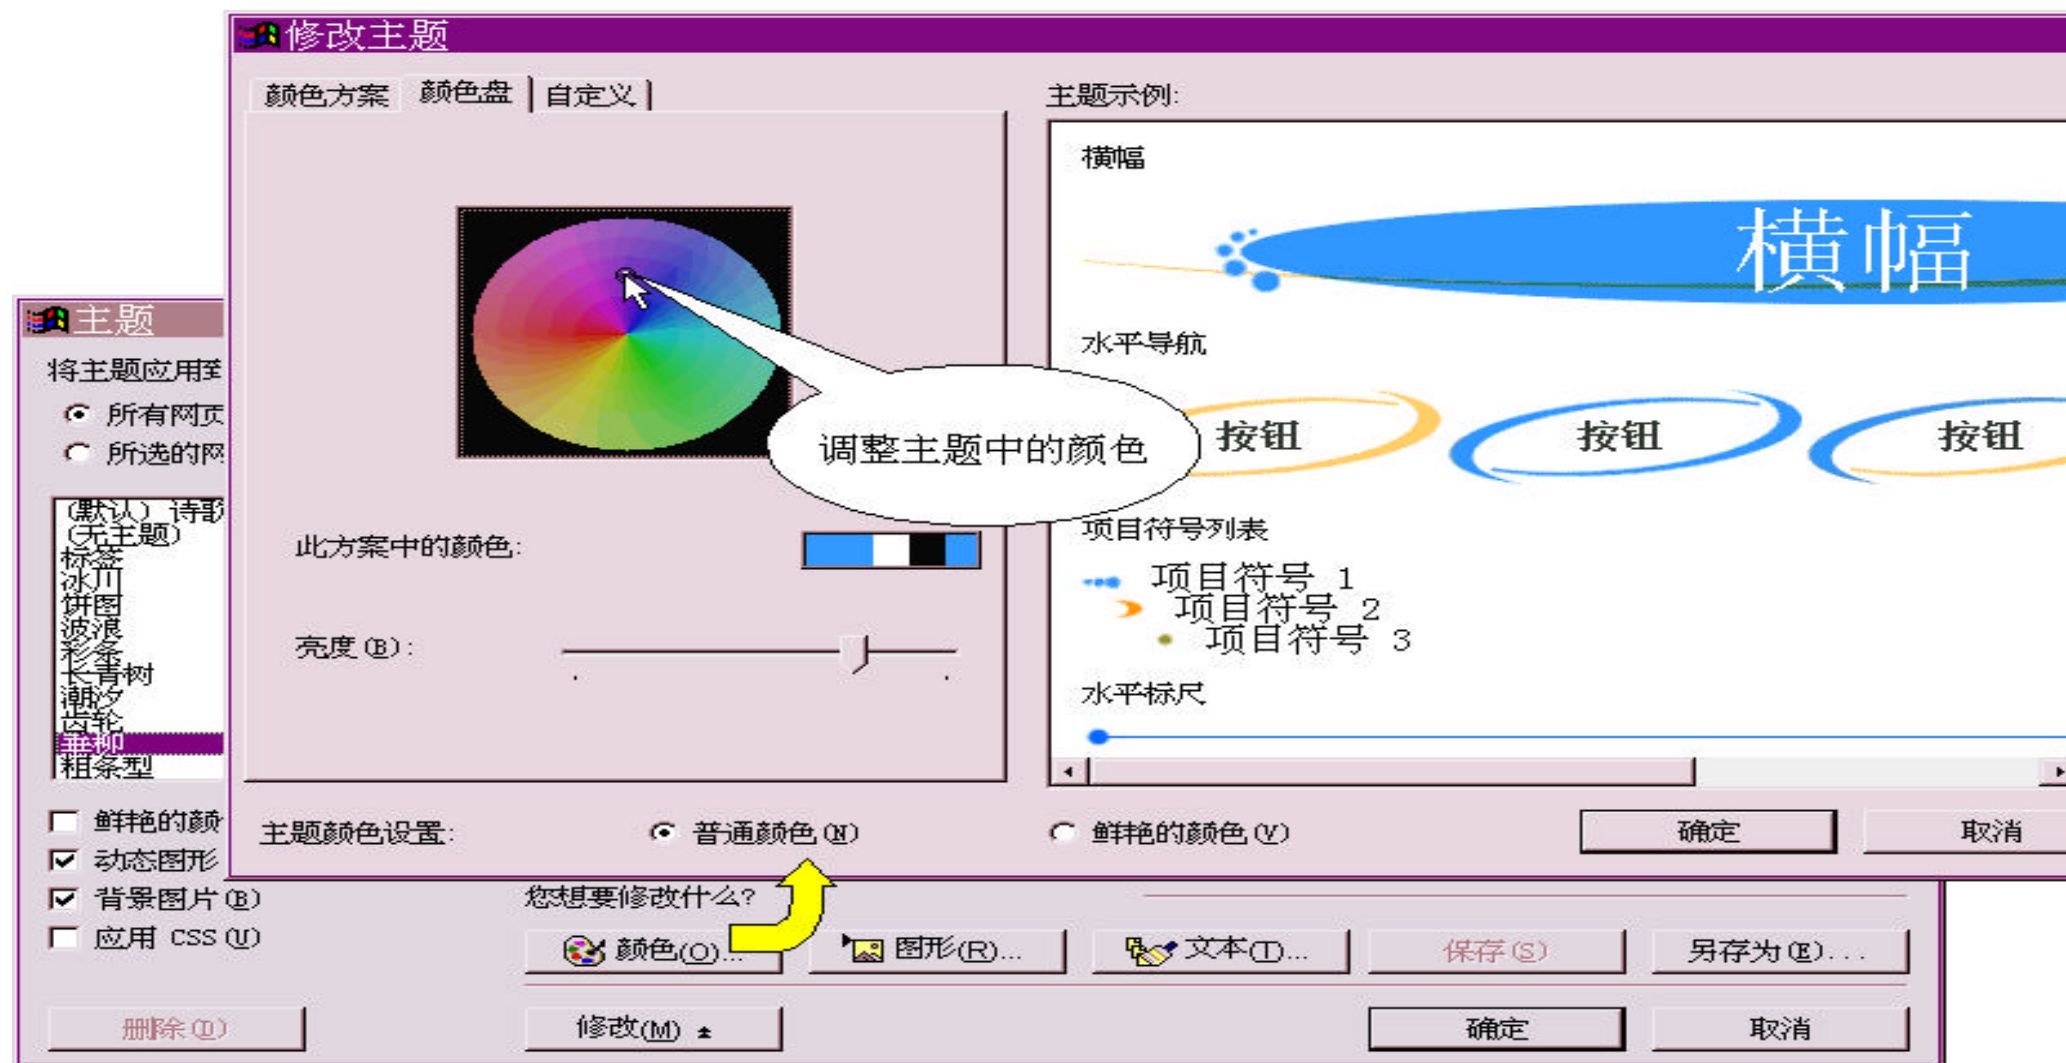 修改主题
颜色方案 颜色盘 自定义
主题示例:
横幅
横幅
水平导航
按钮 按钮 按钮
调整主题中的颜色
项目符号列表
项目符号 1
项目符号 2
项目符号 3
水平标尺
此方案中的颜色:
亮度(B):
主题颜色设置: 普通颜色(N) 鲜艳的颜色(V)
确定 取消
主题
将主题应用到
所有网页
所选的网
(默认) 诗歌
(无主题)
标签
冰川
饼图
波浪
彩条
长青树
潮汐
齿轮
垂柳
粗条型
鲜艳的颜
动态图形
背景图片(B)
应用 CSS(U)
您想要修改什么?
颜色(O)... 图形(R)... 文本(T)... 保存(S) 另存为(E)...
删除(D) 修改(M) 确定 取消